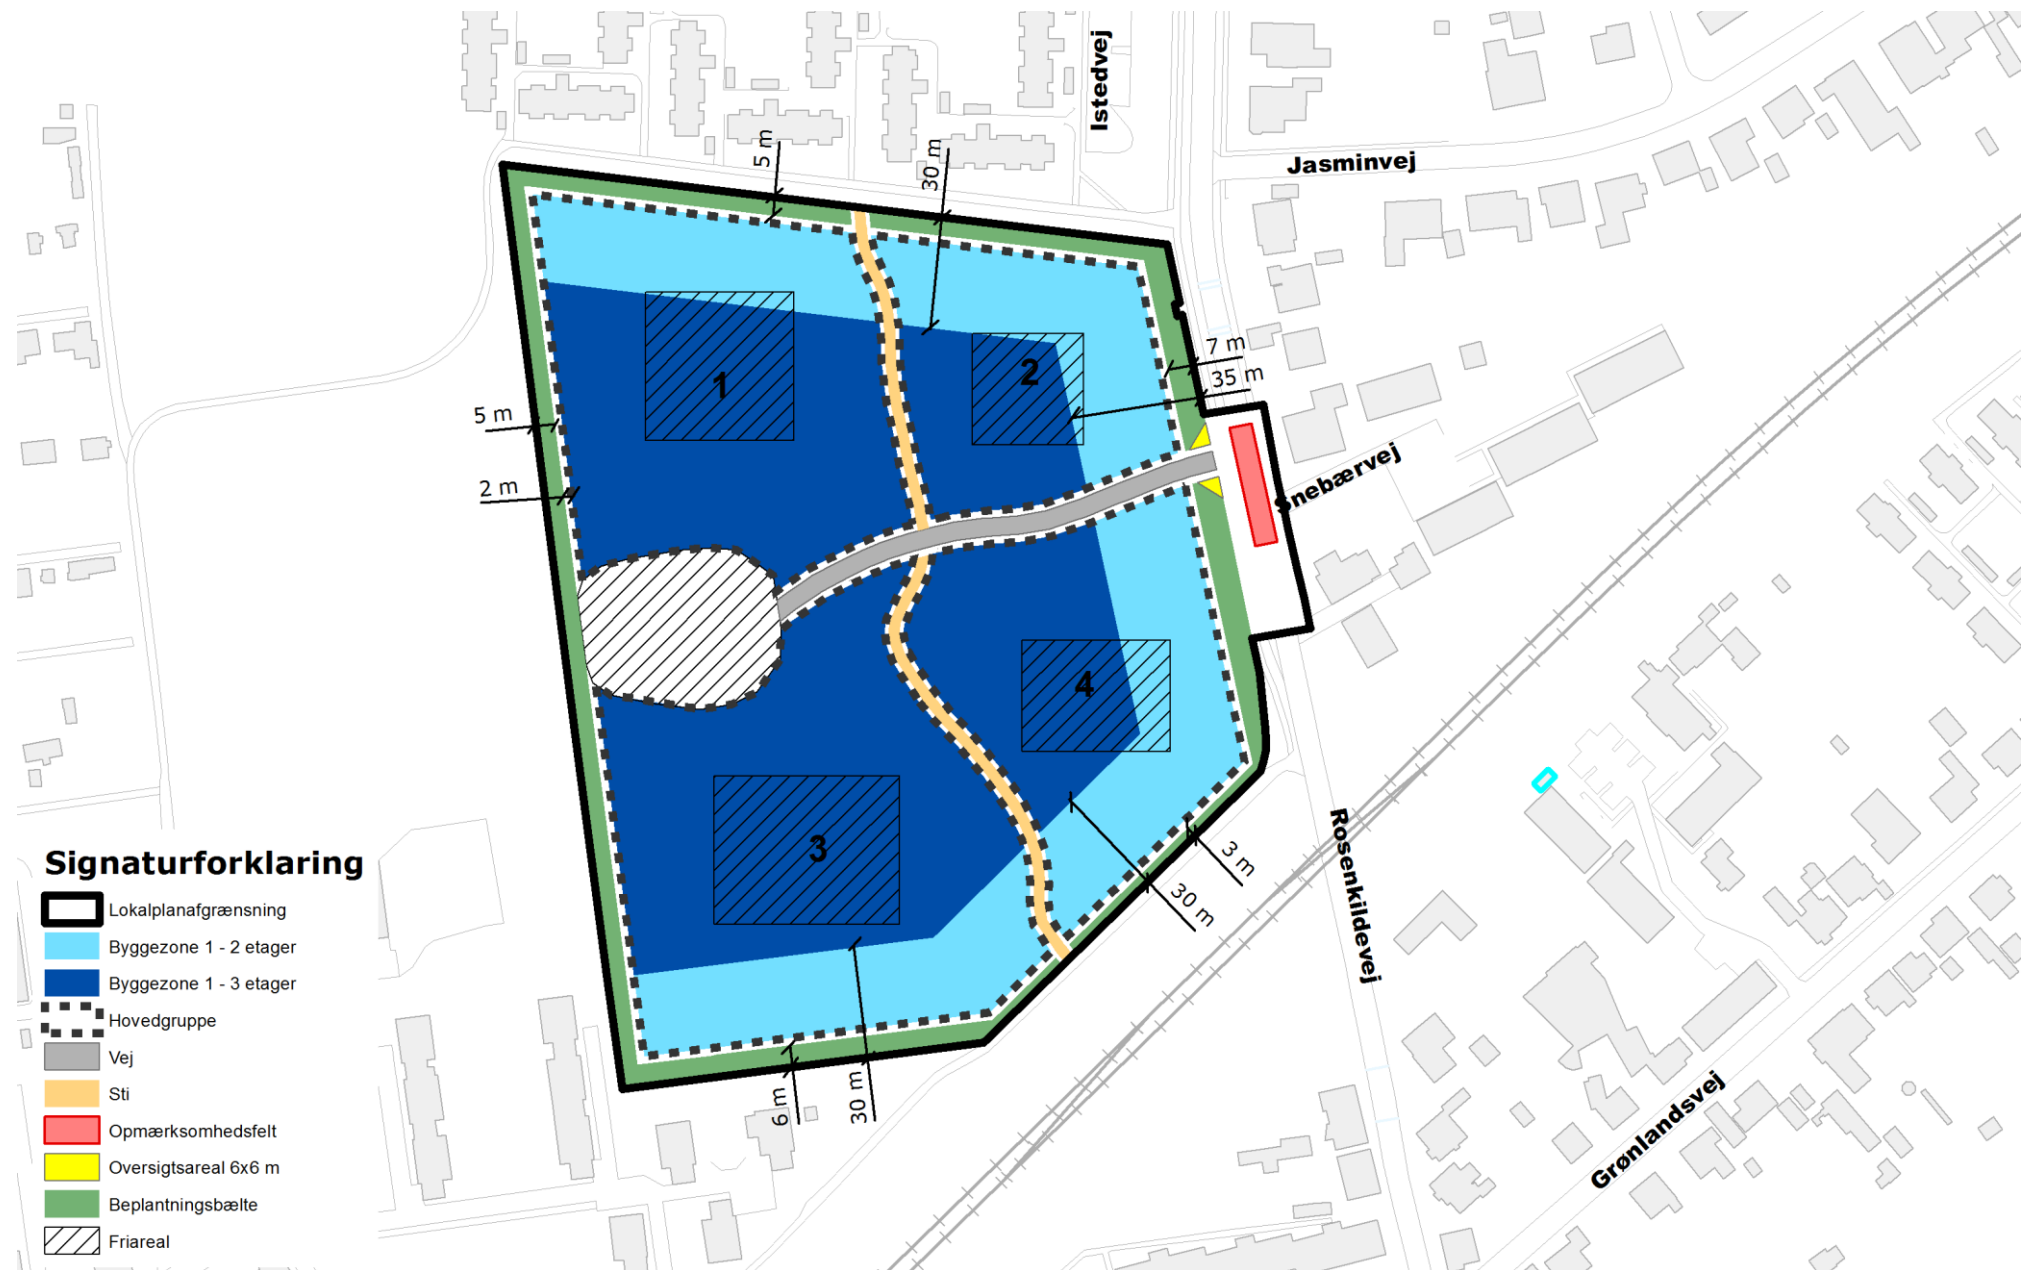 Istedvej
5 m
30 m
Jasminvej
1
2
7 m
35 m
5 m
2 m
Snebærvej
4
3
3 m
30 m
Rosenkildevej
6 m
30 m
Grønlandsvej
Signaturforklaring
Lokalplanafgrænsning
Byggezone 1 - 2 etager
Byggezone 1 - 3 etager
Hovedgruppe
Vej
Sti
Opmærksomhedsfelt
Oversigtsareal 6x6 m
Beplantningsbælte
Friareal